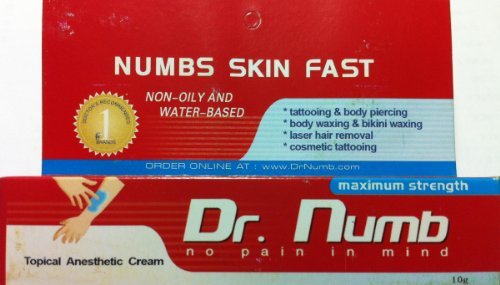 NUMBS SKIN FAST
NON-OILY AND
WATER-BASED
1
BRANDS
* tattooing & body piercing
* body waxing & bikini waxing
* laser hair removal
* cosmetic tattooing
ORDER ONLINE AT : www.DrNumb.com
maximum strength
Dr. Numb
no pain in mind
Topical Anesthetic Cream
10g